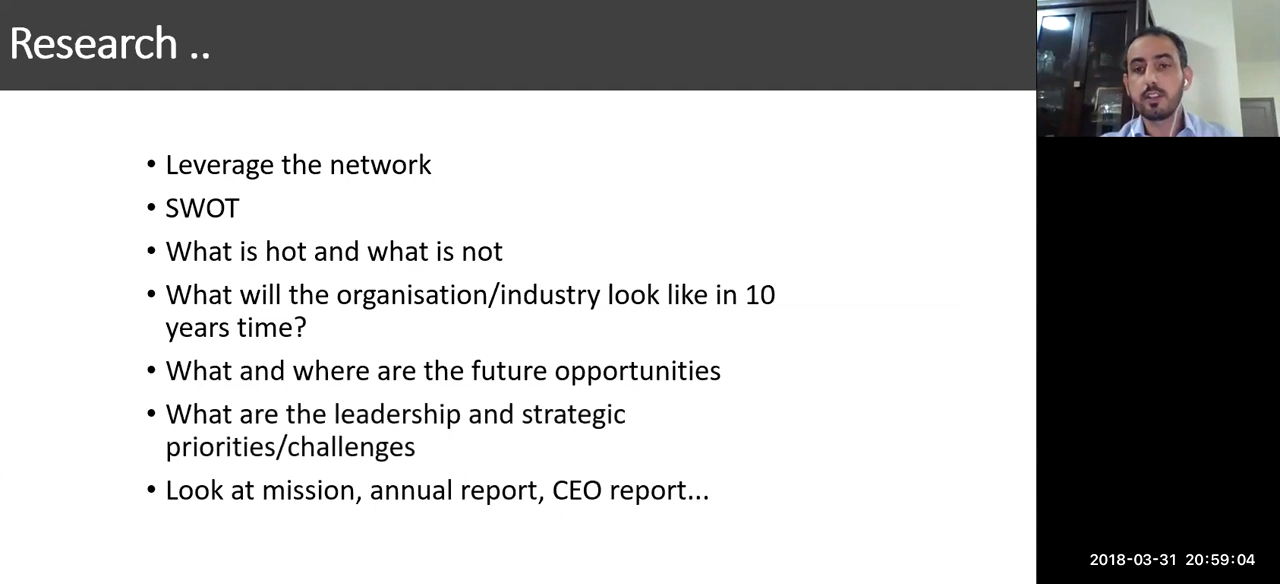 Research ..
• Leverage the network
• SWOT
• What is hot and what is not
• What will the organisation/industry look like in 10
years time?
• What and where are the future opportunities
• What are the leadership and strategic
priorities/challenges
• Look at mission, annual report, CEO report...
2018-03-31 20:59:04